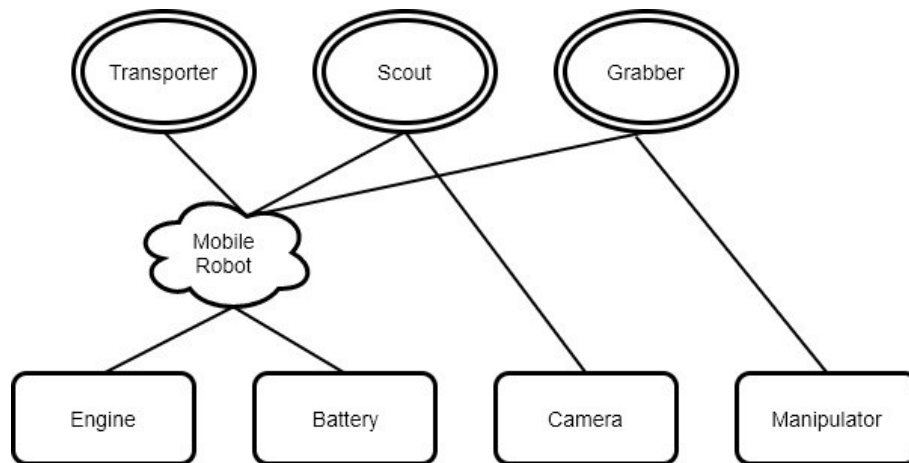 Transporter
Scout
Grabber
Mobile
Robot
Engine
Battery
Camera
Manipulator